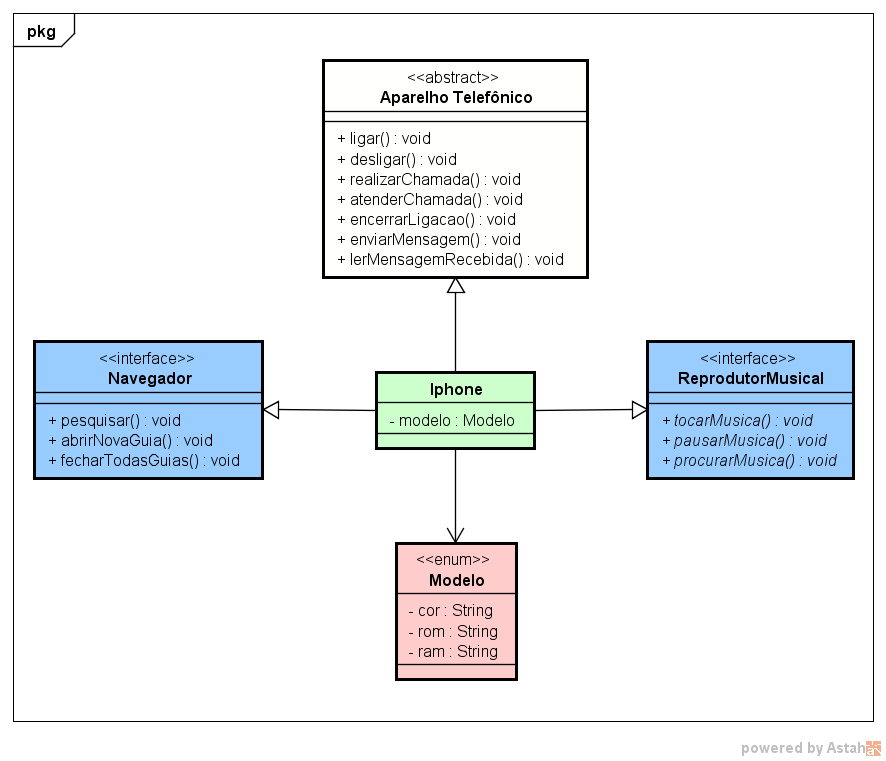 pkg
<<abstract>>
Aparelho Telefônico
+ ligar() : void
+ desligar() : void
+ realizarChamada() : void
+ atenderChamada() : void
+ encerrarLigacao() : void
+ enviarMensagem() : void
+ lerMensagemRecebida() : void
<<interface>>
Navegador
+ pesquisar() : void
+ abrirNovaGuia() : void
+ fecharTodasGuias() : void
Iphone
- modelo : Modelo
<<interface>>
ReprodutorMusical
+ tocarMusica() : void
+ pausarMusica() : void
+ procurarMusica() : void
<<enum>>
Modelo
- cor : String
- rom : String
- ram : String
powered by Astah